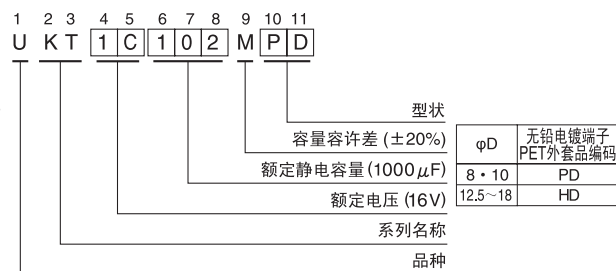 1 2 3 4 5 6 7 8 9 10 11
U K T 1 C 1 0 2 M P D
型状
容量容许差 (±20%)
额定静电容量 (1000μF)
额定电压 (16V)
系列名称
品种
φD 无铅电镀端子
PET外套品编码
8・10 PD
12.5～18 HD